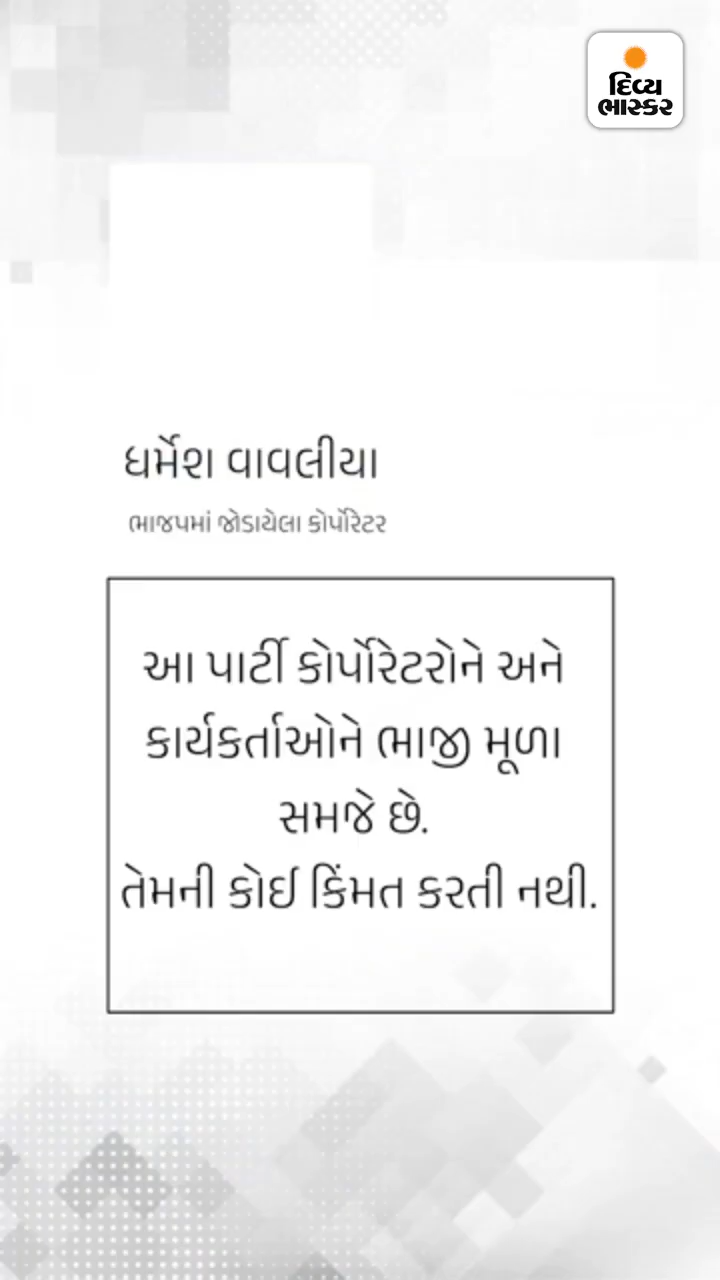 દિવ્ય
ભાસ્કર
ધર્મેશ વાવલીયા
ભાજપમાં જોડાયેલા કોર્પોરેટર
આ પાર્ટી કોર્પોરેટરોને અને
કાર્યકર્તાઓને ભાજી મૂળા
સમજે છે.
તેમની કોઈ કિંમત કરતી નથી.